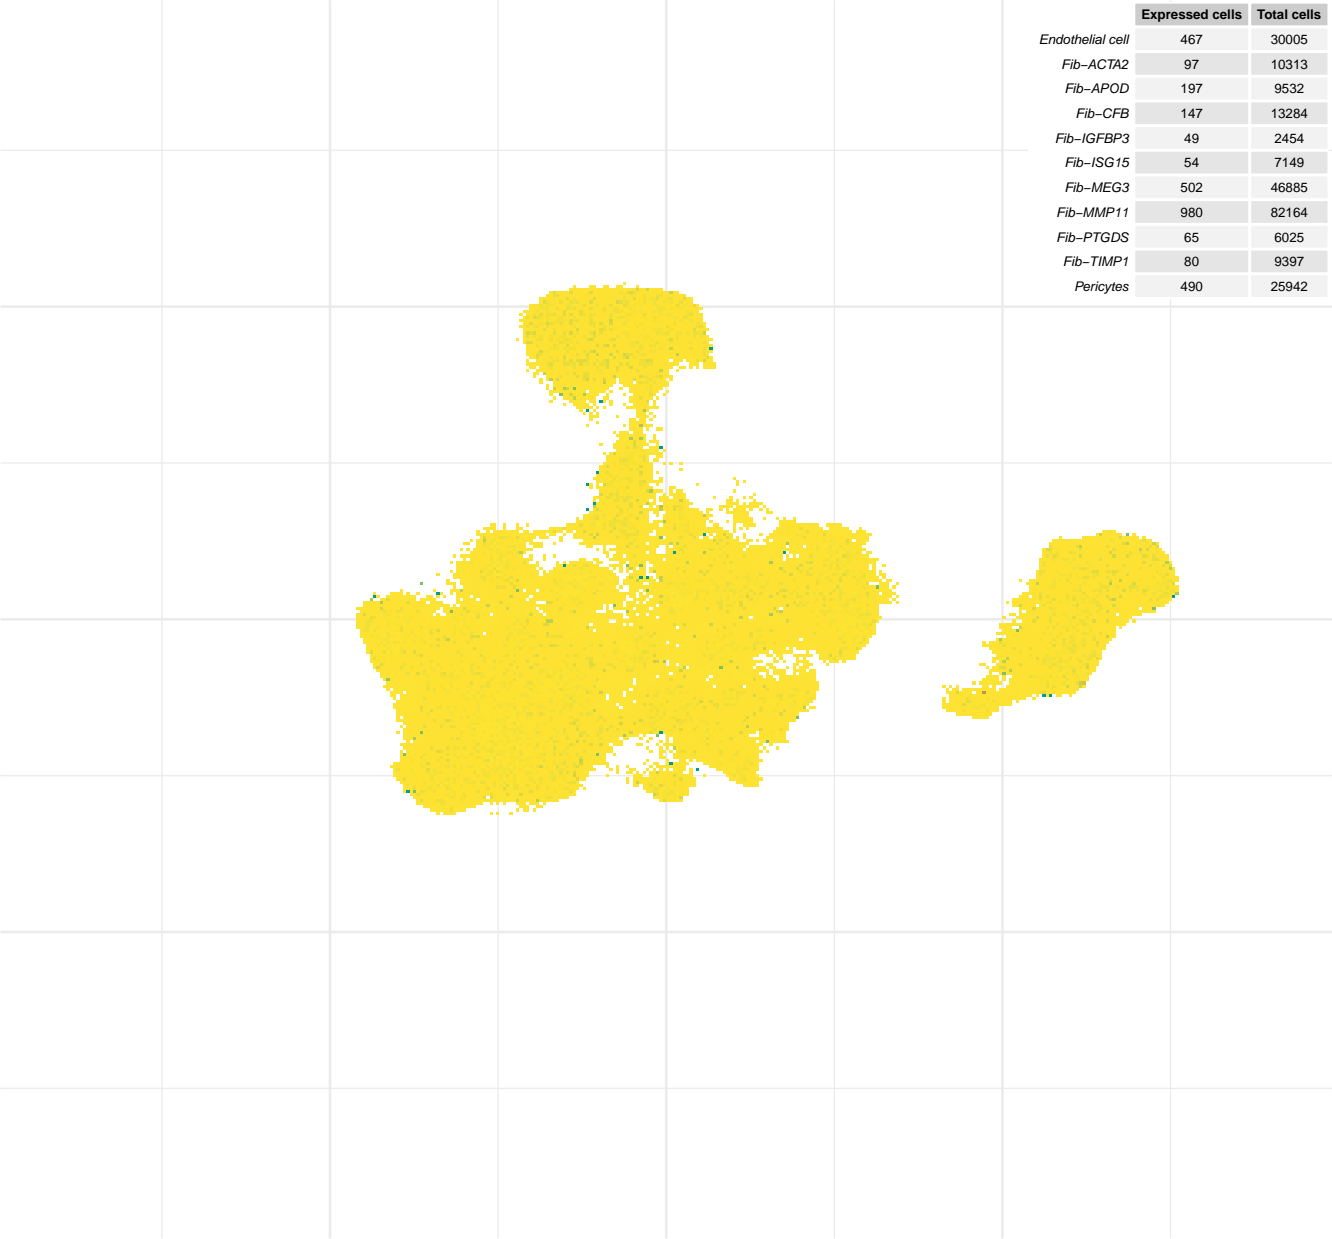 Expressed cells Total cells
Endothelial cell 467 30005
Fib−ACTA2 97 10313
Fib−APOD 197 9532
Fib−CFB 147 13284
Fib−IGFBP3 49 2454
Fib−ISG15 54 7149
Fib−MEG3 502 46885
Fib−MMP11 980 82164
Fib−PTGDS 65 6025
Fib−TIMP1 80 9397
Pericytes 490 25942